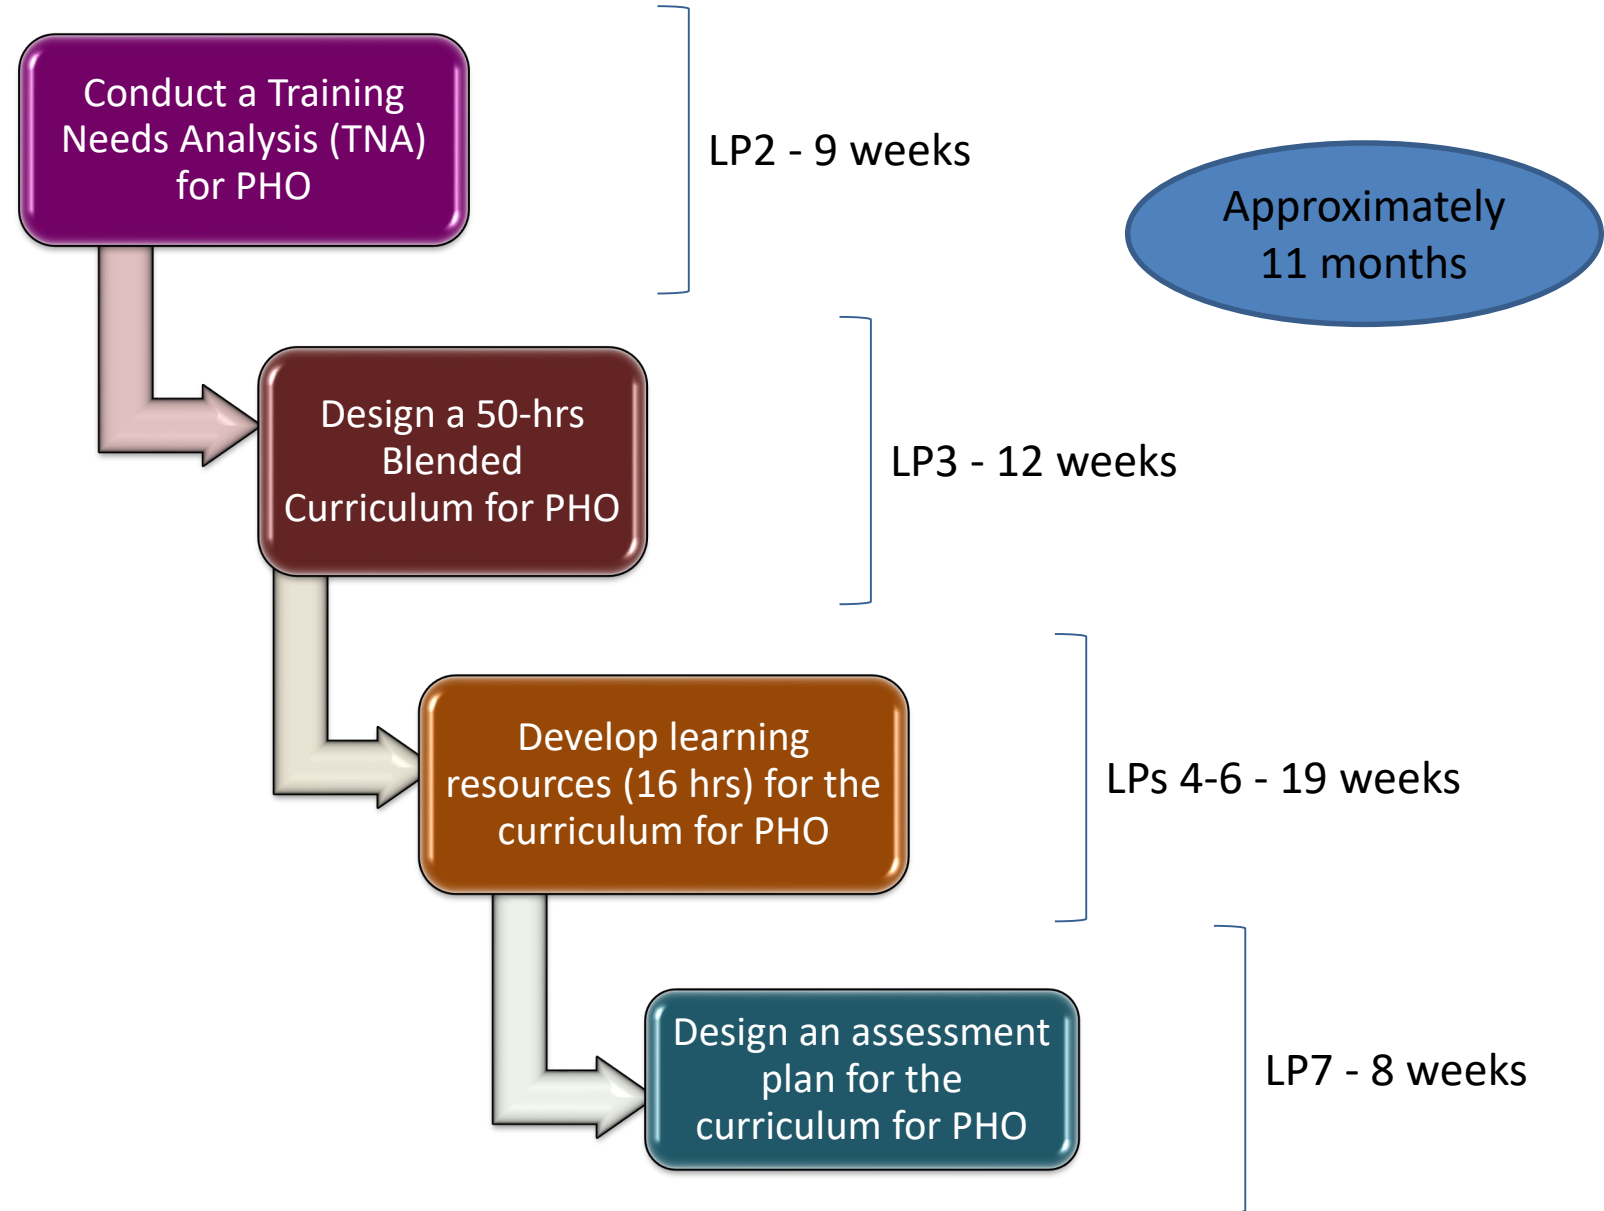 Conduct a Training
Needs Analysis (TNA)
for PHO
LP2 - 9 weeks
Approximately
11 months
Design a 50-hrs
Blended
Curriculum for PHO
LP3 - 12 weeks
Develop learning
resources (16 hrs) for the
curriculum for PHO
LPs 4-6 - 19 weeks
Design an assessment
plan for the
curriculum for PHO
LP7 - 8 weeks